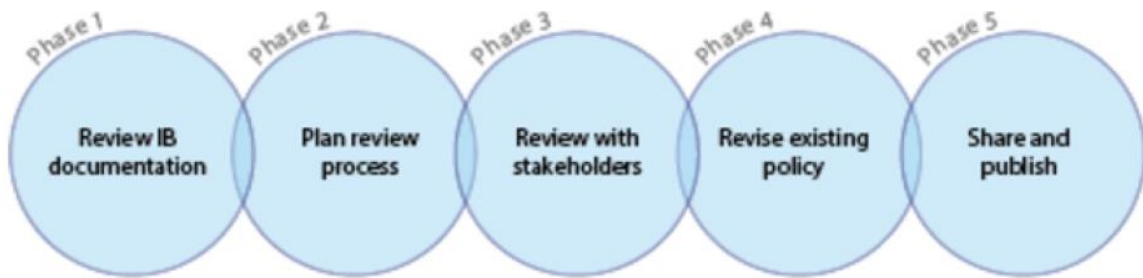 Phase 1
Review IB
documentation
Phase 2
Plan review
process
Phase 3
Review with
stakeholders
Phase 4
Revise existing
policy
Phase 5
Share and
publish